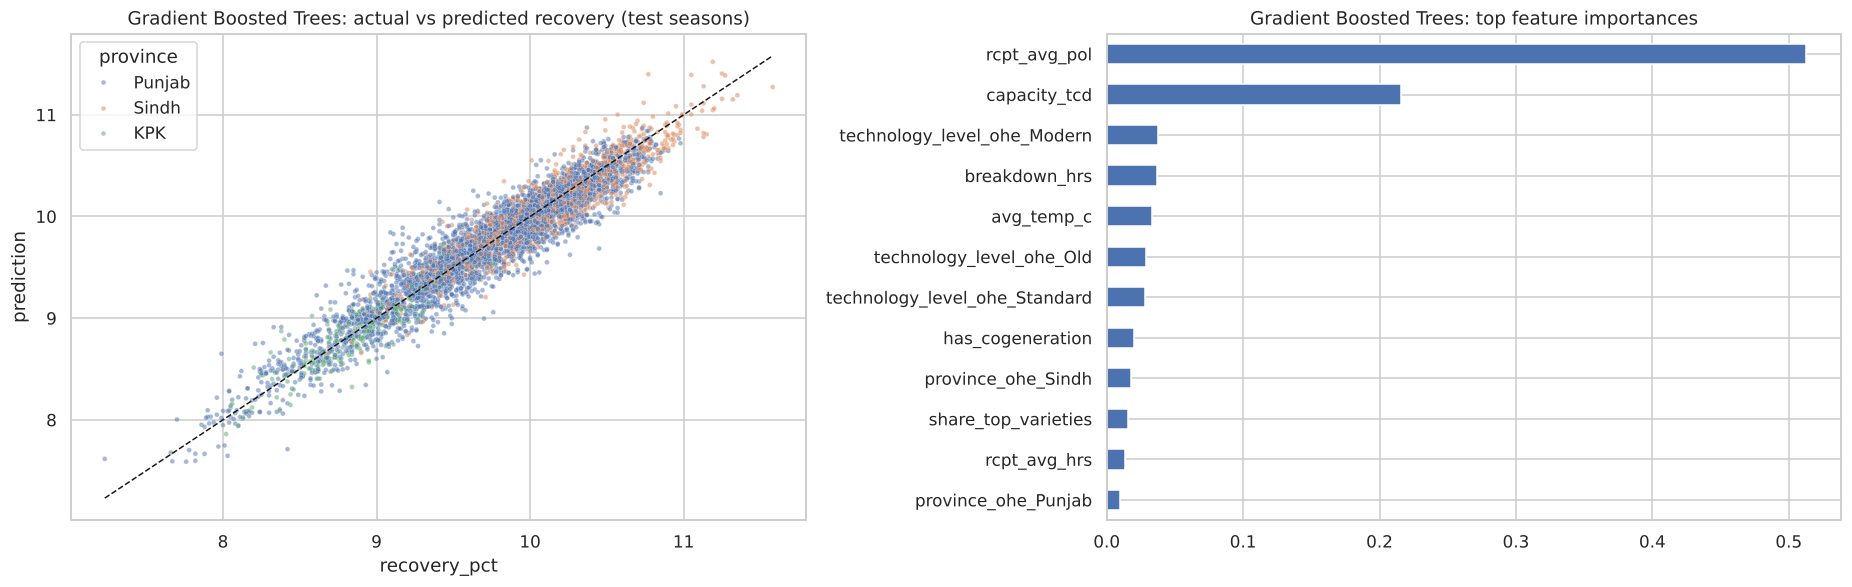 Gradient Boosted Trees: actual vs predicted recovery (test seasons)
province
Punjab
Sindh
KPK
11
10
9
8
prediction
8
9
10
11
recovery_pct
Gradient Boosted Trees: top feature importances
rcpt_avg_pol
capacity_tcd
technology_level_ohe_Modern
breakdown_hrs
avg_temp_c
technology_level_ohe_Old
technology_level_ohe_Standard
has_cogeneration
province_ohe_Sindh
share_top_varieties
rcpt_avg_hrs
province_ohe_Punjab
0.0
0.1
0.2
0.3
0.4
0.5